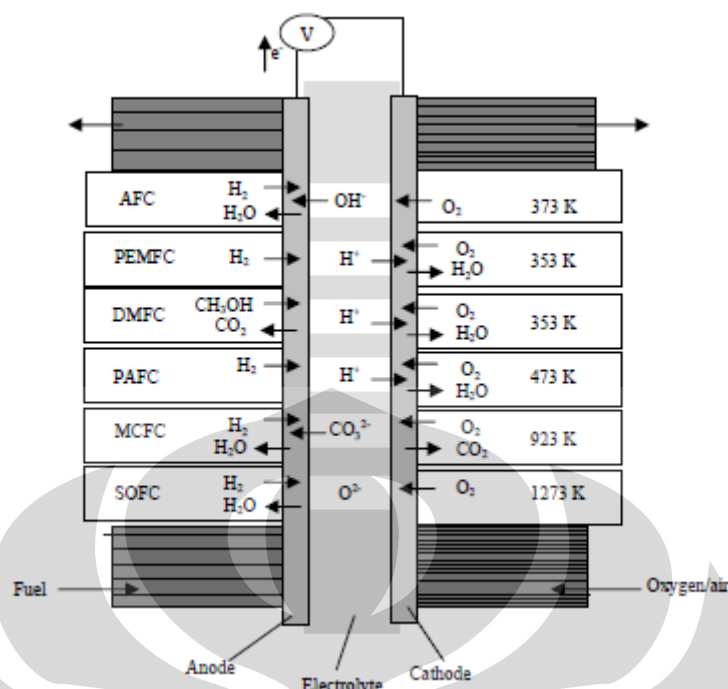 V
e⁻
AFC H₂ H₂O OH⁻ O₂ 373 K
PEMFC H₂ H⁺ O₂ H₂O 353 K
DMFC CH₃OH CO₂ H⁺ O₂ H₂O 353 K
PAFC H₂ H⁺ O₂ H₂O 473 K
MCFC H₂ H₂O CO₃²⁻ O₂ CO₂ 923 K
SOFC H₂ H₂O O²⁻ O₂ 1273 K
Fuel Oxygen/air
Anode Electrolyte Cathode